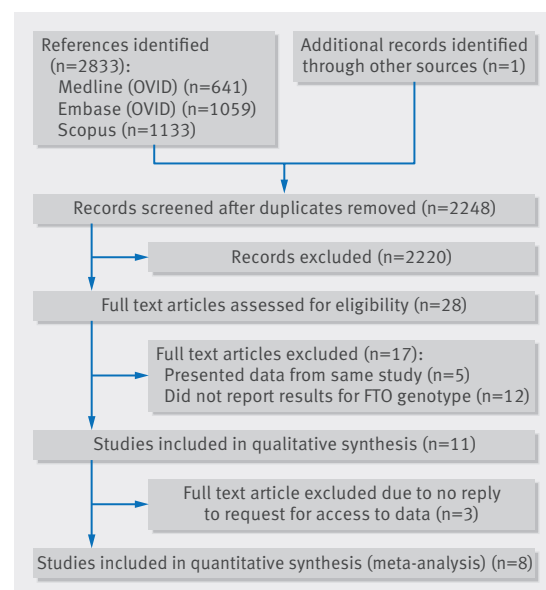 References identified
(n=2833):
Medline (OVID) (n=641)
Embase (OVID) (n=1059)
Scopus (n=1133)
Additional records identified
through other sources (n=1)
Records screened after duplicates removed (n=2248)
Records excluded (n=2220)
Full text articles assessed for eligibility (n=28)
Full text articles excluded (n=17):
Presented data from same study (n=5)
Did not report results for FTO genotype (n=12)
Studies included in qualitative synthesis (n=11)
Full text article excluded due to no reply
to request for access to data (n=3)
Studies included in quantitative synthesis (meta-analysis) (n=8)